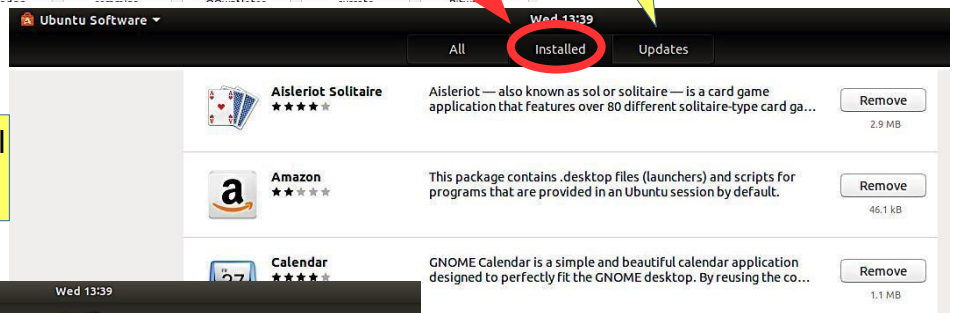 Ubuntu Software
Wed 13:39
All Installed Updates
Aisleriot Solitaire
Aisleriot — also known as sol or solitaire — is a card game
application that features over 80 different solitaire-type card ga...
Remove
2.9 MB
Amazon
This package contains .desktop files (launchers) and scripts for
programs that are provided in an Ubuntu session by default.
Remove
46.1 kB
Calendar
GNOME Calendar is a simple and beautiful calendar application
designed to perfectly fit the GNOME desktop. By reusing the co...
Remove
1.1 MB
27
Wed 13:39